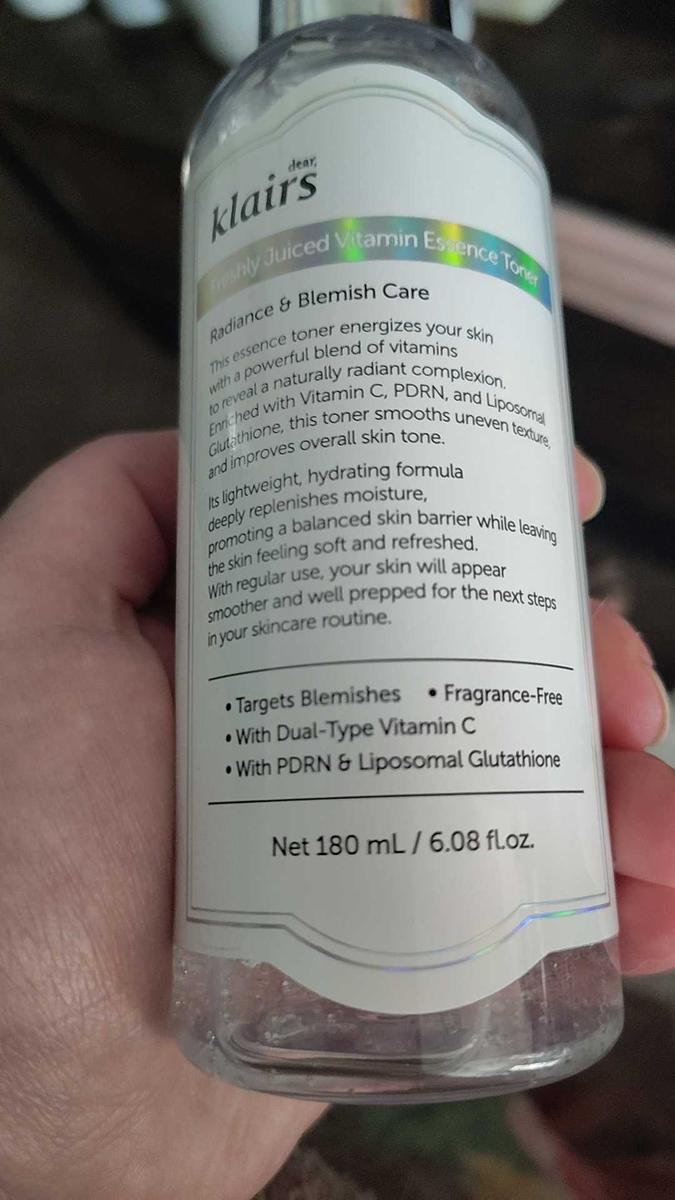 dear,
klairs
Freshly Juiced Vitamin Essence Toner
Radiance & Blemish Care
This essence toner energizes your skin
with a powerful blend of vitamins
to reveal a naturally radiant complexion.
Enriched with Vitamin C, PDRN, and Liposomal
Glutathione, this toner smooths uneven texture,
and improves overall skin tone.
Its lightweight, hydrating formula
deeply replenishes moisture,
promoting a balanced skin barrier while leaving
the skin feeling soft and refreshed.
With regular use, your skin will appear
smoother and well prepped for the next steps
in your skincare routine.
• Targets Blemishes • Fragrance-Free
• With Dual-Type Vitamin C
• With PDRN & Liposomal Glutathione
Net 180 mL / 6.08 fl.oz.